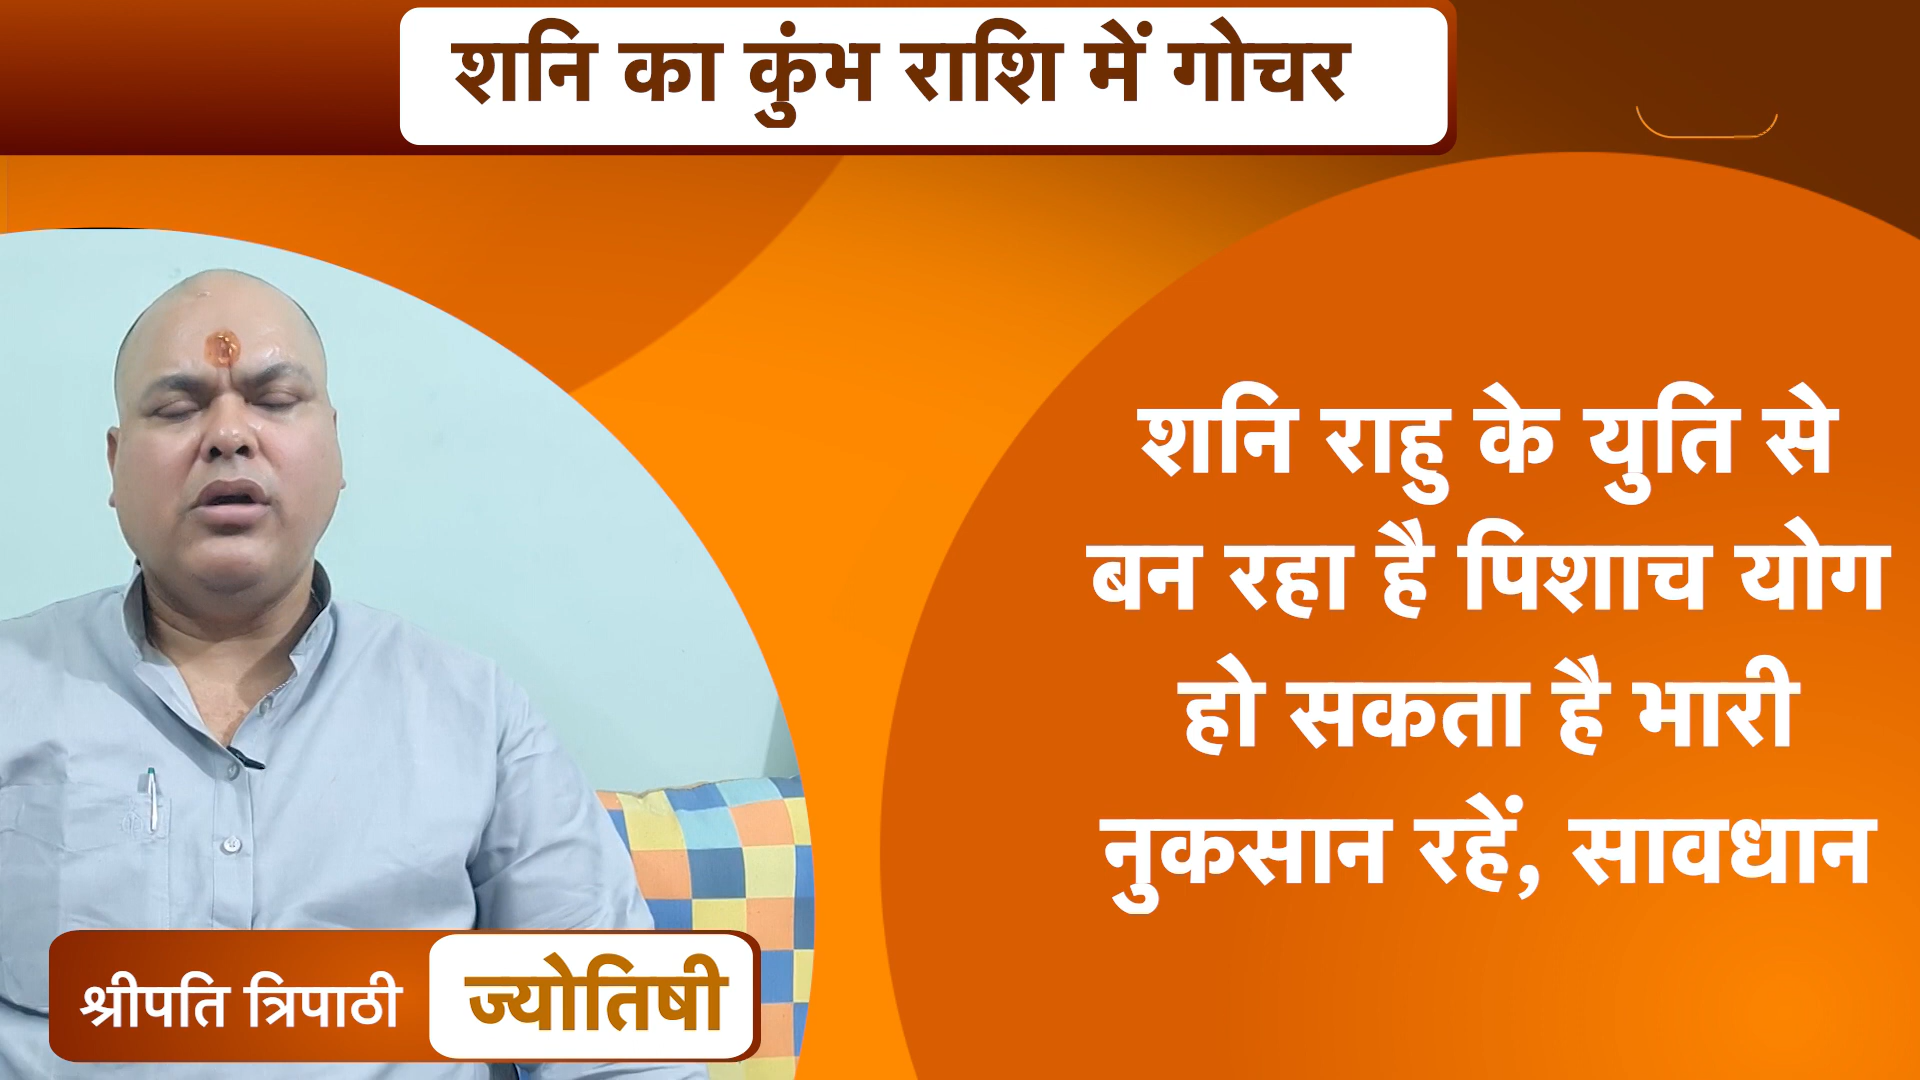 शनि का कुंभ राशि में गोचर
शनि राहु के युति से
बन रहा है पिशाच योग
हो सकता है भारी
नुकसान रहें, सावधान
श्रीपति त्रिपाठी
ज्योतिषी